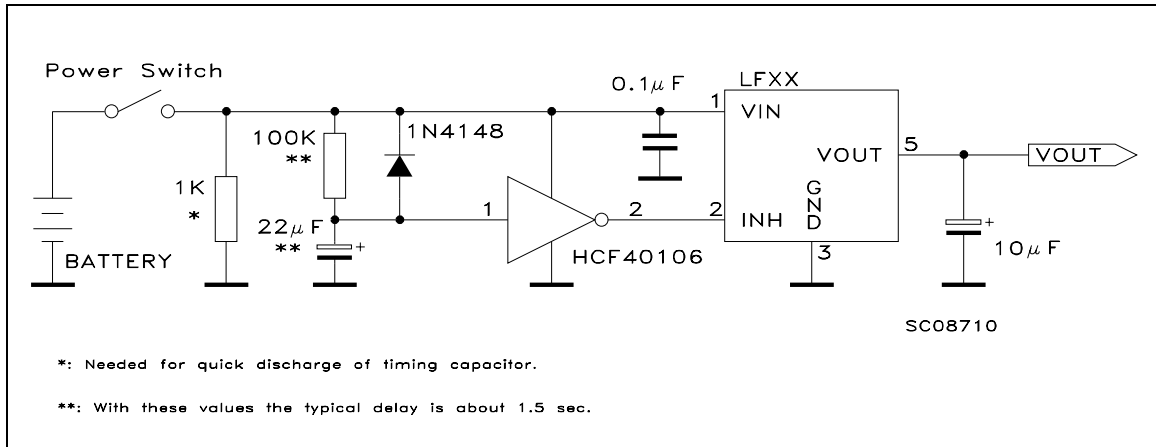 Power Switch
0.1µF
LFXX
1
VIN
100K
**
1N4148
VOUT
5
VOUT
1K
*
GND
1
2
2
INH
22µF
**
+
+
BATTERY
HCF40106
3
10µF
SC08710
*: Needed for quick discharge of timing capacitor.
**: With these values the typical delay is about 1.5 sec.